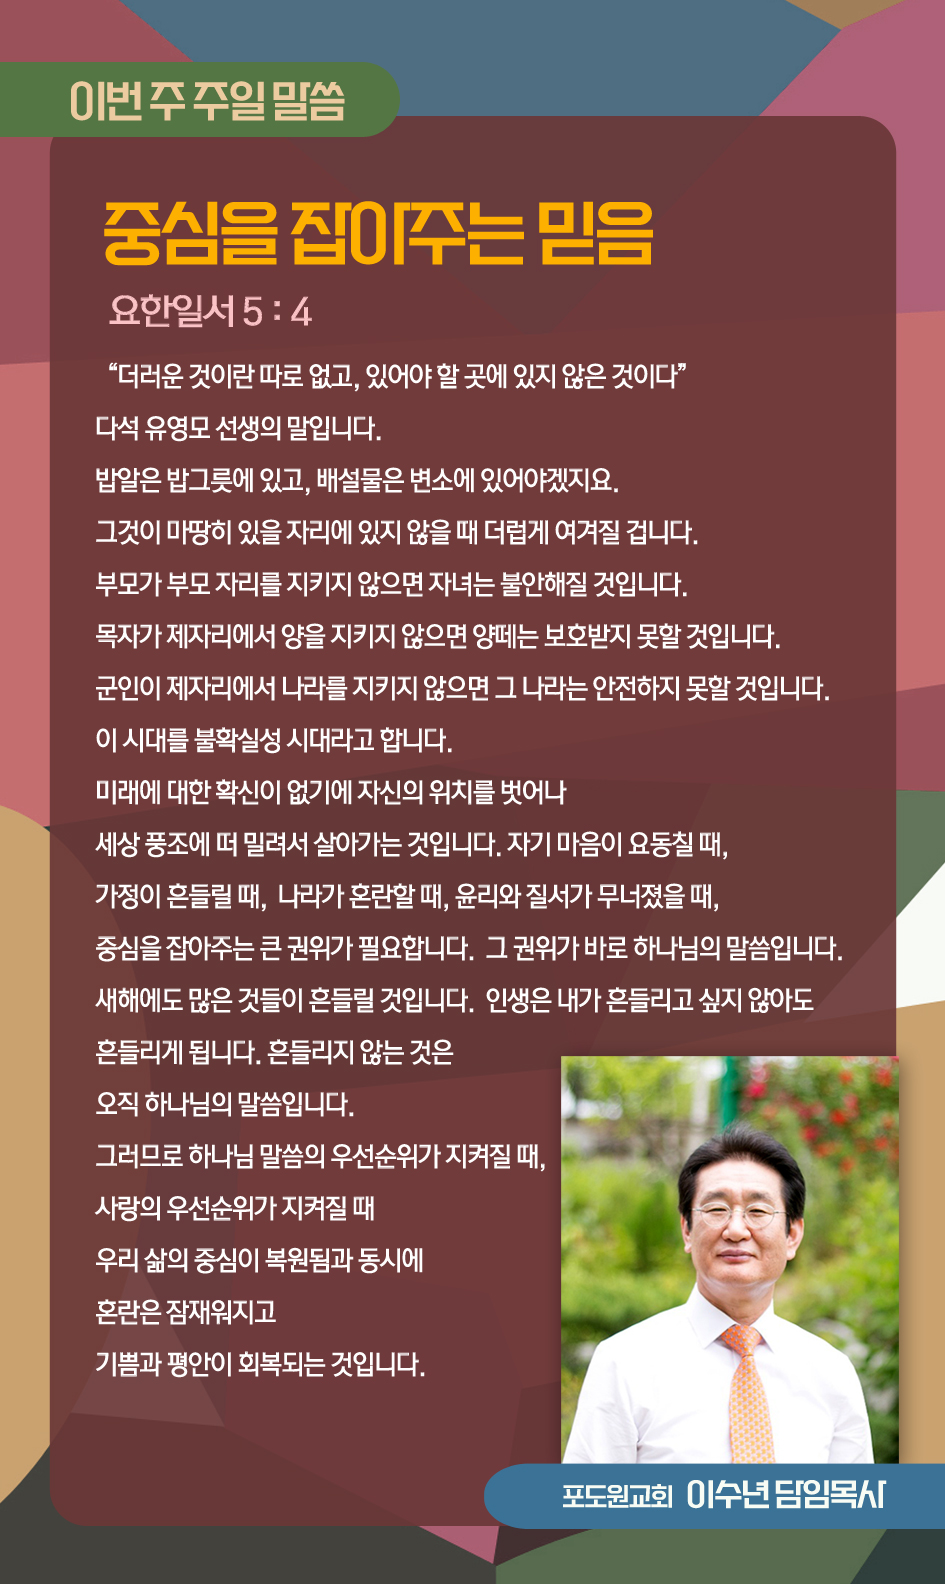 이번 주 주일 말씀
중심을 잡아주는 믿음
요한일서 5 : 4
“더러운 것이란 따로 없고, 있어야 할 곳에 있지 않은 것이다”
다석 유영모 선생의 말입니다.
밥알은 밥그릇에 있고, 배설물은 변소에 있어야겠지요.
그것이 마땅히 있을 자리에 있지 않을 때 더럽게 여겨질 겁니다.
부모가 부모 자리를 지키지 않으면 자녀는 불안해질 것입니다.
목자가 제자리에서 양을 지키지 않으면 양떼는 보호받지 못할 것입니다.
군인이 제자리에서 나라를 지키지 않으면 그 나라는 안전하지 못할 것입니다.
이 시대를 불확실성 시대라고 합니다.
미래에 대한 확신이 없기에 자신의 위치를 벗어나
세상 풍조에 떠 밀려서 살아가는 것입니다. 자기 마음이 요동칠 때,
가정이 흔들릴 때, 나라가 혼란할 때, 윤리와 질서가 무너졌을 때,
중심을 잡아주는 큰 권위가 필요합니다. 그 권위가 바로 하나님의 말씀입니다.
새해에도 많은 것들이 흔들릴 것입니다. 인생은 내가 흔들리고 싶지 않아도
흔들리게 됩니다. 흔들리지 않는 것은
오직 하나님의 말씀입니다.
그러므로 하나님 말씀의 우선순위가 지켜질 때,
사랑의 우선순위가 지켜질 때
우리 삶의 중심이 복원됨과 동시에
혼란은 잠재워지고
기쁨과 평안이 회복되는 것입니다.
포도원교회 이수년 담임목사